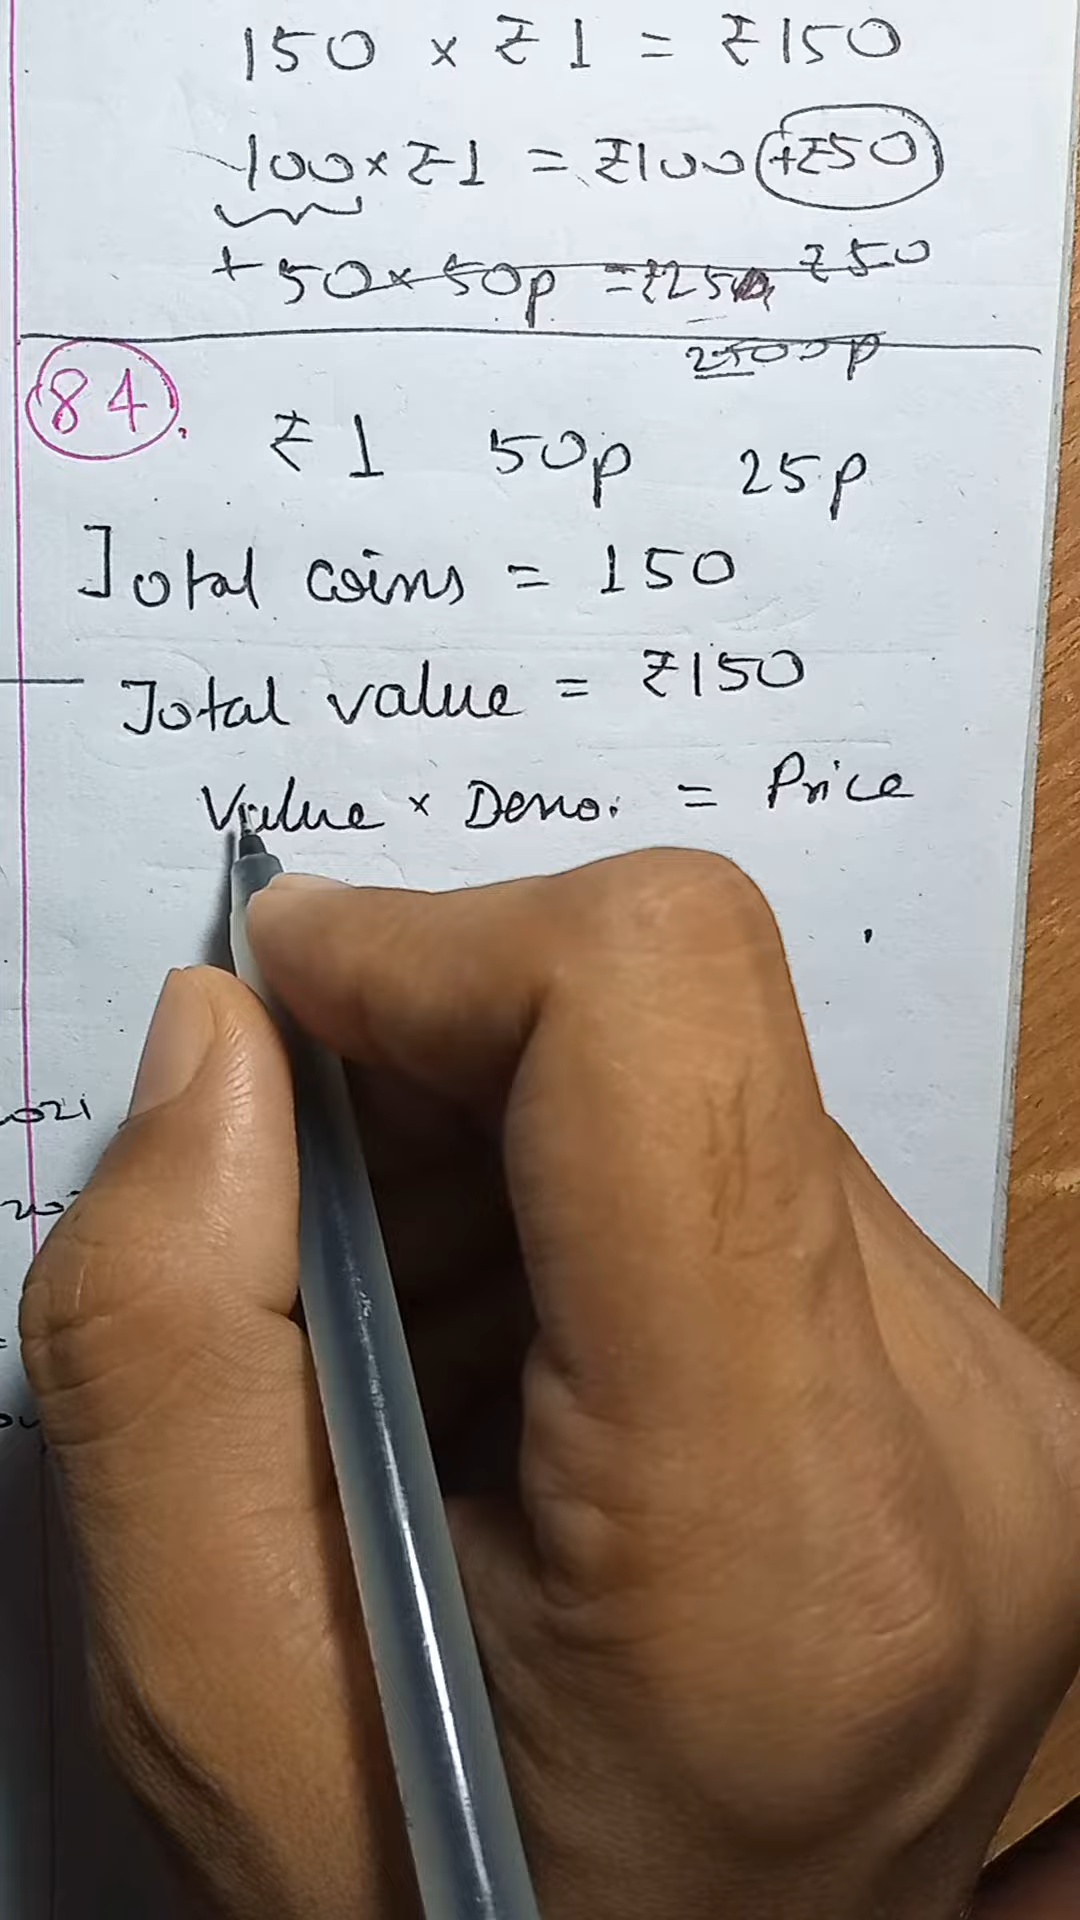 150 × ₹1 = ₹150
100 × ₹1 = ₹100 +₹50
+ 50 × 50p = ₹25 ₹50
2500p
84.
₹1 50p 25p
Total coins = 150
Total value = ₹150
Value × Deno. = Price
2021